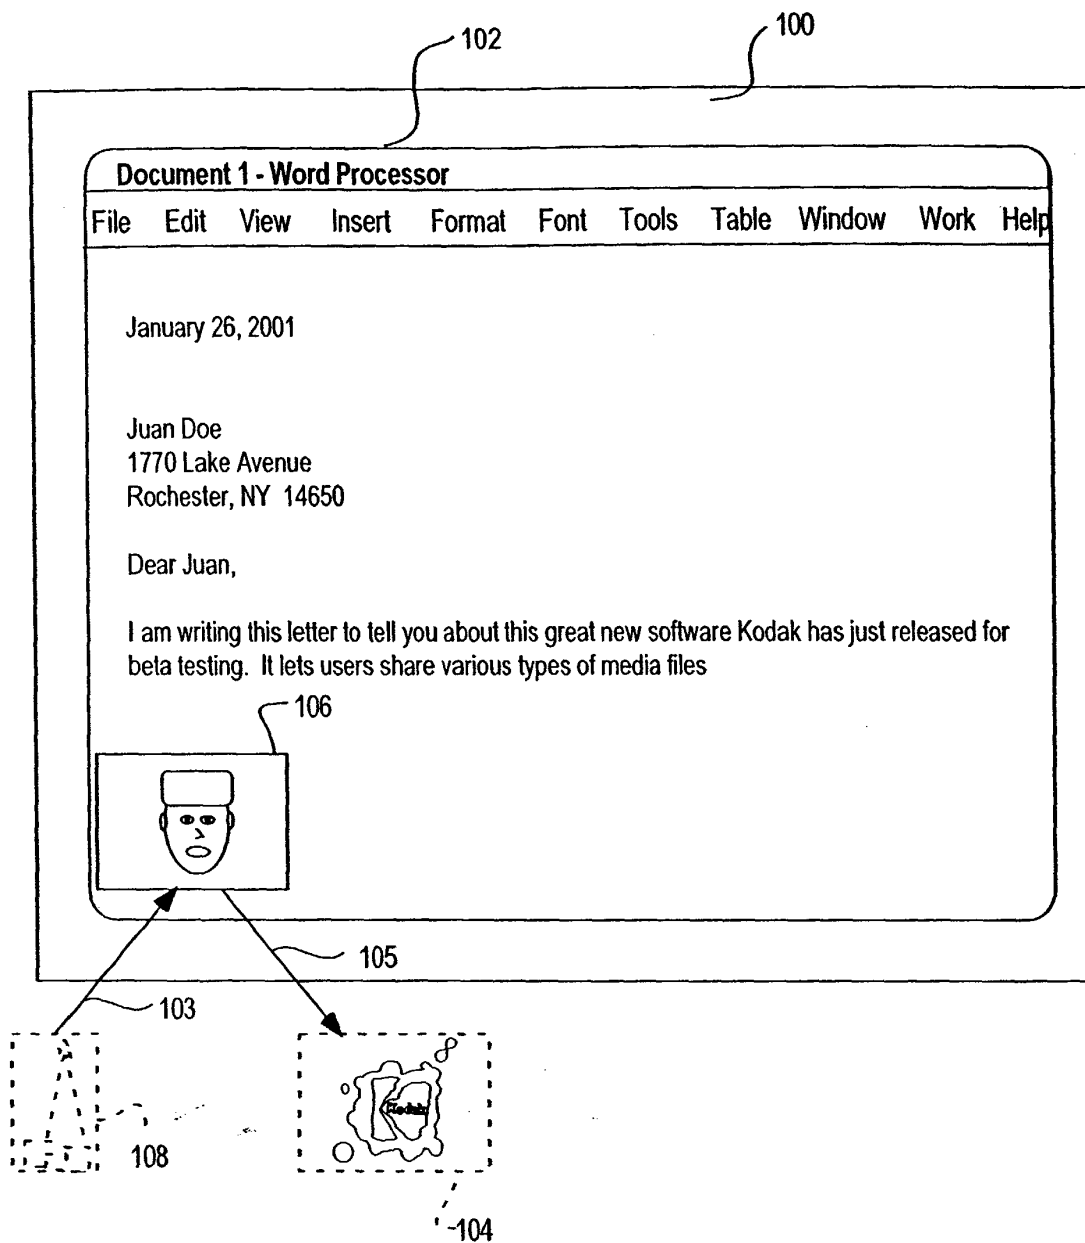 102
100
Document 1 - Word Processor
File Edit View Insert Format Font Tools Table Window Work Help
January 26, 2001
Juan Doe
1770 Lake Avenue
Rochester, NY 14650
Dear Juan,
I am writing this letter to tell you about this great new software Kodak has just released for
beta testing. It lets users share various types of media files
106
105
103
Kodak
108
104